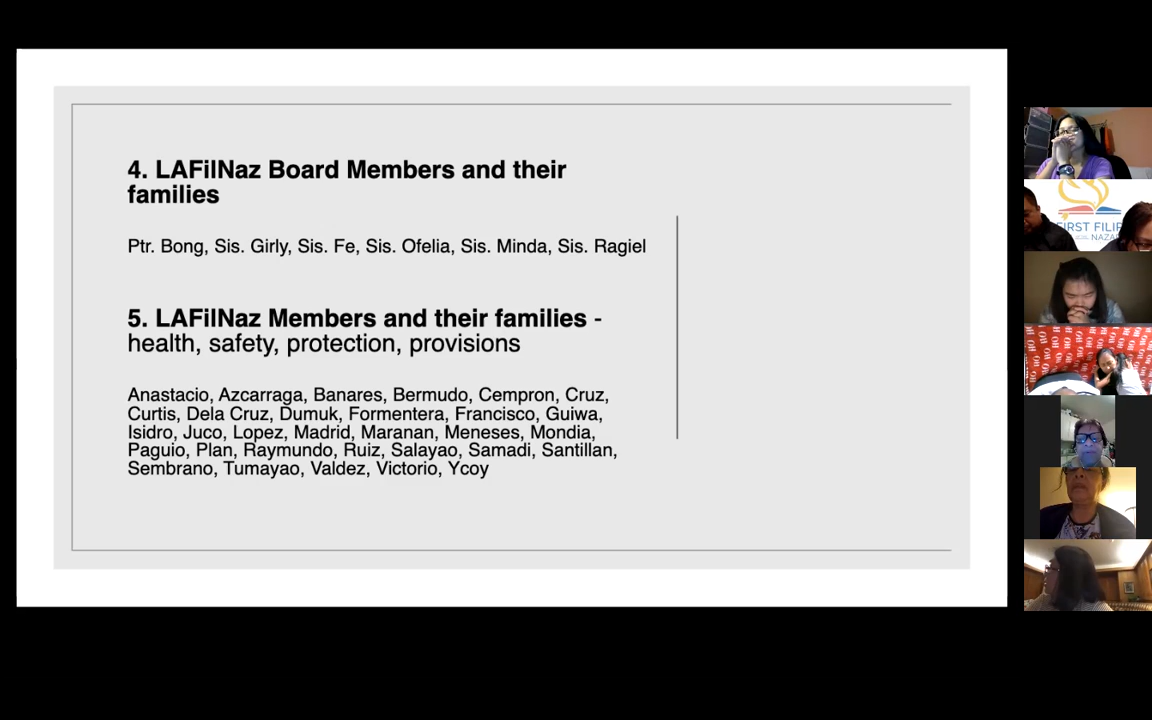 4. LAFilNaz Board Members and their
families
Ptr. Bong, Sis. Girly, Sis. Fe, Sis. Ofelia, Sis. Minda, Sis. Ragiel
5. LAFilNaz Members and their families -
health, safety, protection, provisions
Anastacio, Azcarraga, Banares, Bermudo, Cempron, Cruz,
Curtis, Dela Cruz, Dumuk, Formentera, Francisco, Guiwa,
Isidro, Juco, Lopez, Madrid, Maranan, Meneses, Mondia,
Paguio, Plan, Raymundo, Ruiz, Salayao, Samadi, Santillan,
Sembrano, Tumayao, Valdez, Victorio, Ycoy
FIRST FILIP
NAZAR